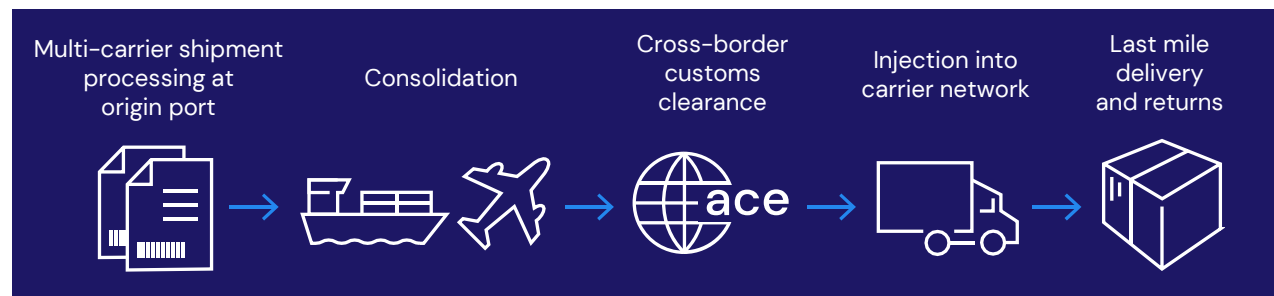 Multi-carrier shipment
processing at
origin port
Consolidation
Cross-border
customs
clearance
Injection into
carrier network
Last mile
delivery
and returns
ace